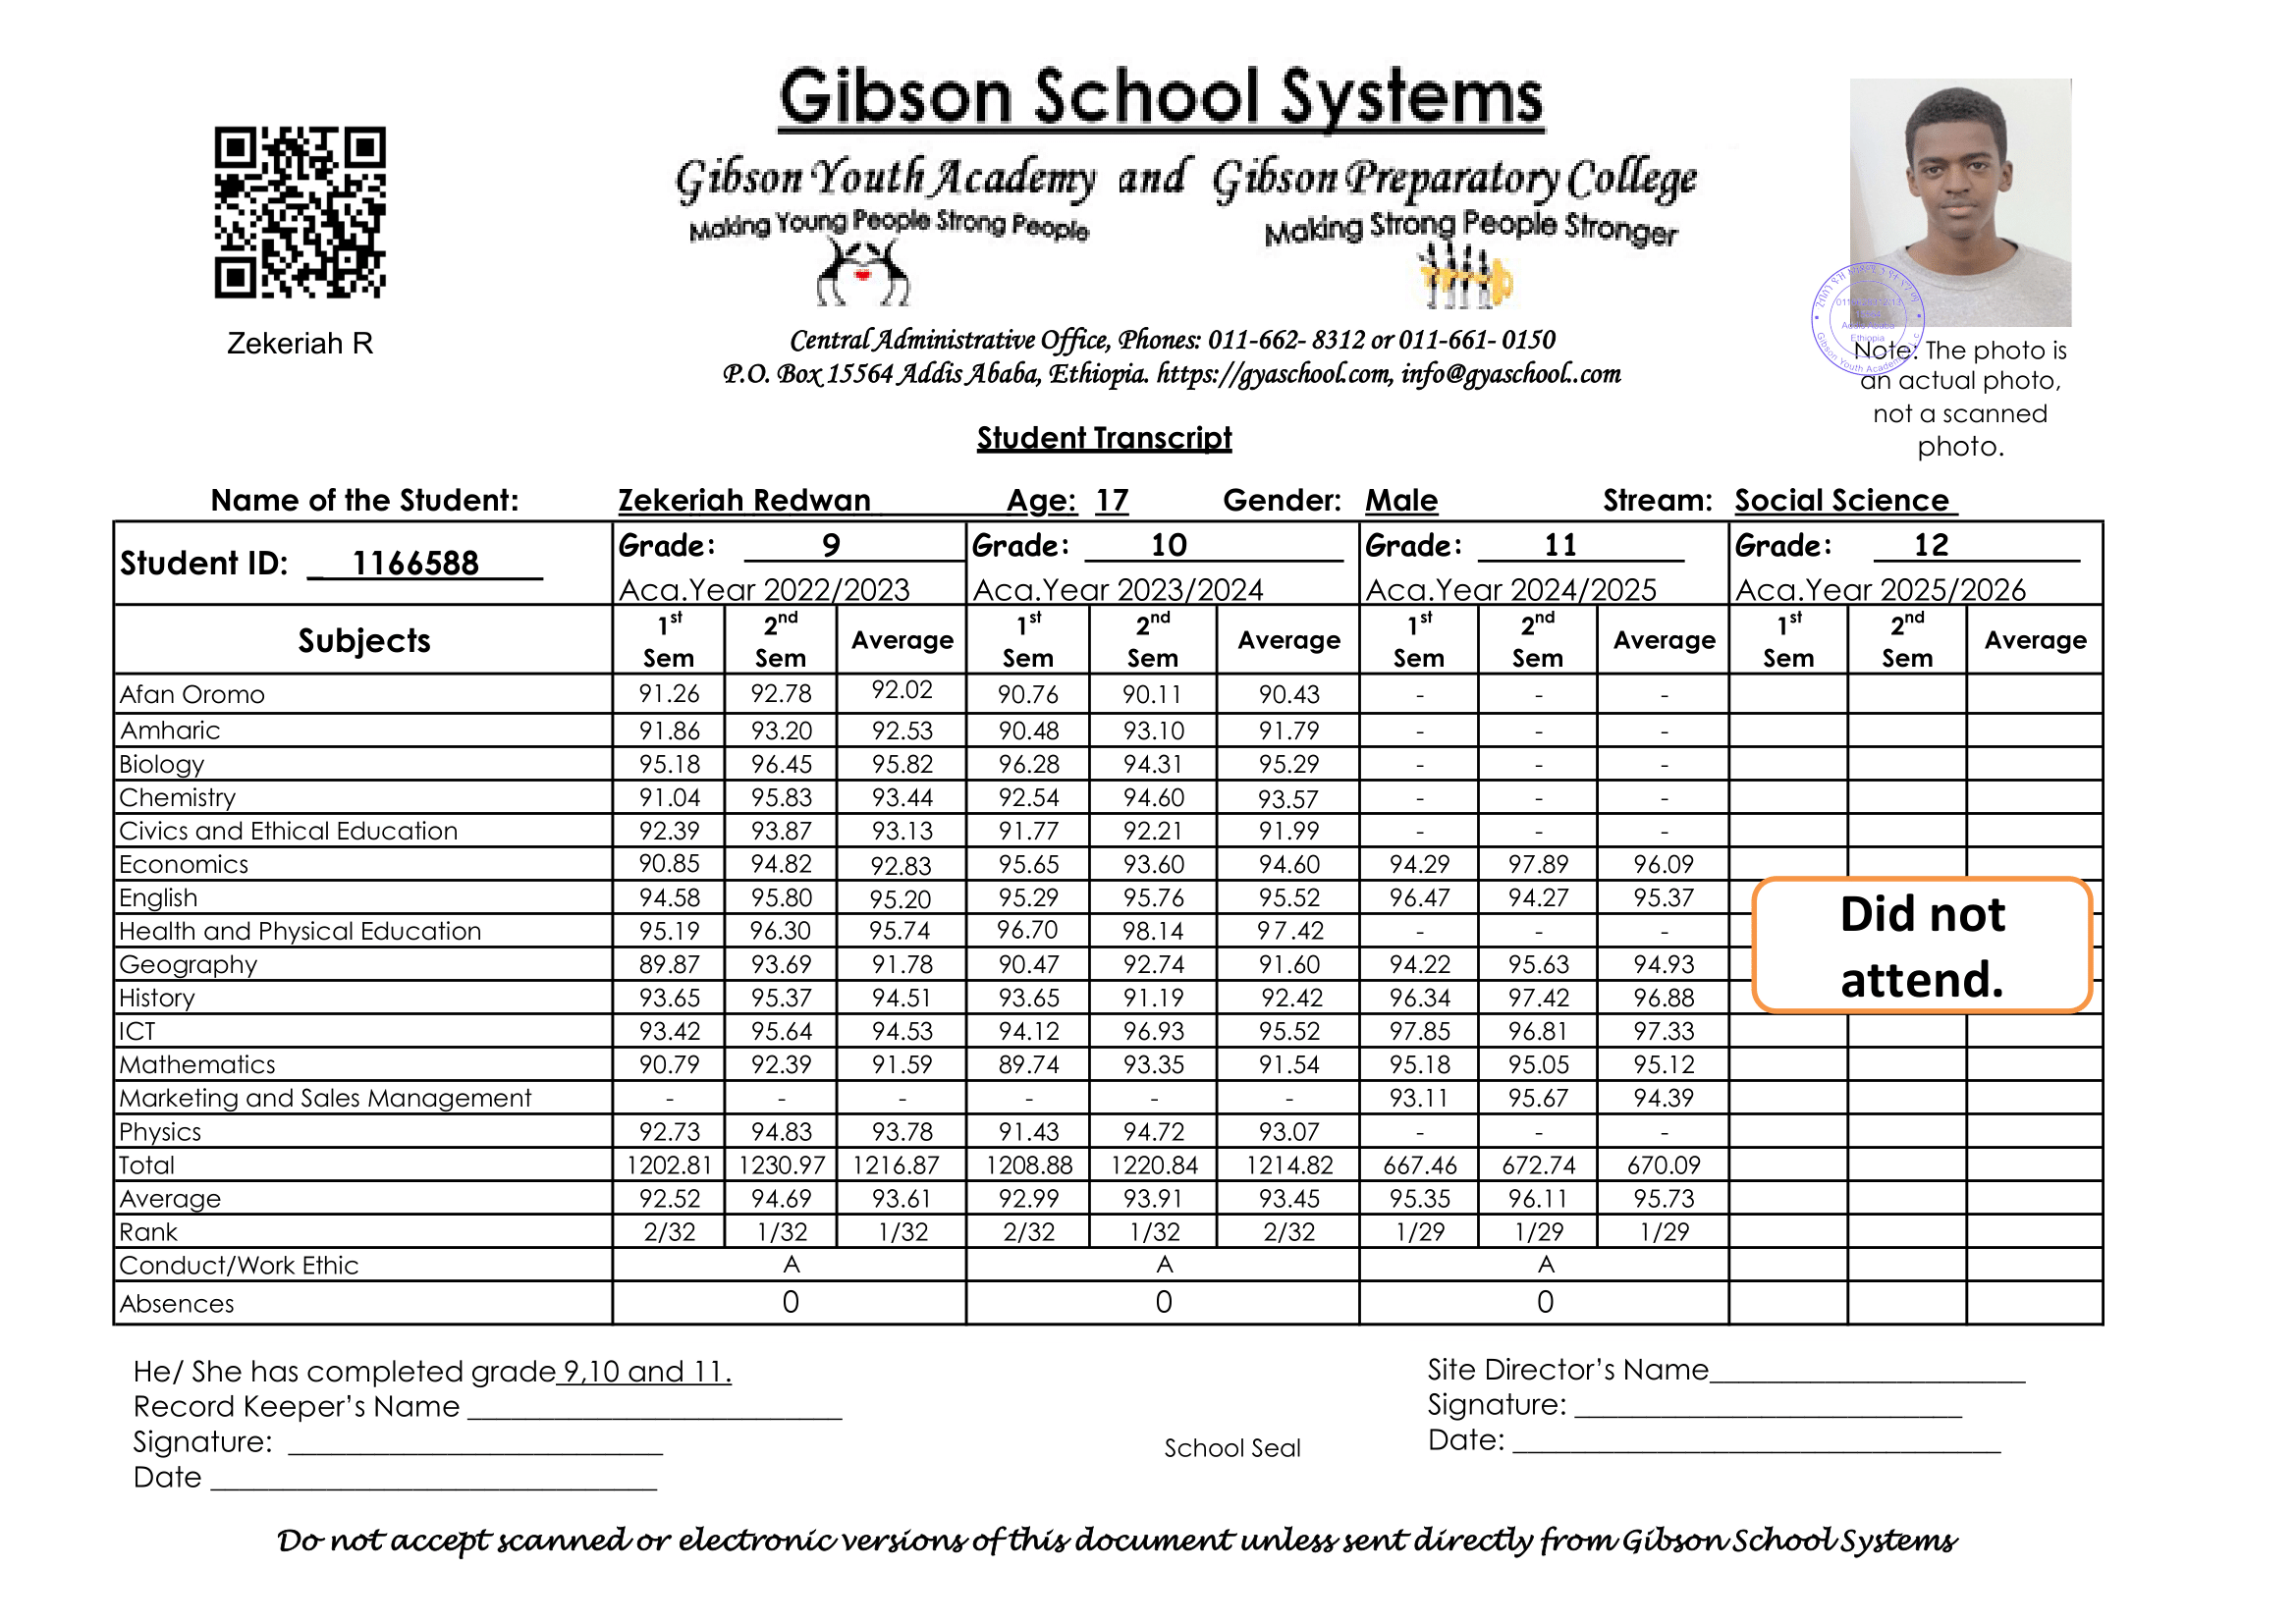 Gibson School Systems
Gibson Youth Academy and Gibson Preparatory College
Making Young People Strong People
Making Strong People Stronger
Zekeriah R
Central Administrative Office, Phones: 011-662- 8312 or 011-661- 0150
P.O. Box 15564 Addis Ababa, Ethiopia. https://gyaschool.com, info@gyaschool..com
Addis Ababa
Ethiopia
Gibson Youth Academy
Note: The photo is
an actual photo,
not a scanned
photo.
Student Transcript
Name of the Student: Zekeriah Redwan Age: 17 Gender: Male Stream: Social Science
Student ID: 1166588
Grade: 9 Grade: 10 Grade: 11 Grade: 12
Aca.Year 2022/2023 Aca.Year 2023/2024 Aca.Year 2024/2025 Aca.Year 2025/2026
Subjects 1st Sem 2nd Sem Average 1st Sem 2nd Sem Average 1st Sem 2nd Sem Average 1st Sem 2nd Sem Average
Afan Oromo 91.26 92.78 92.02 90.76 90.11 90.43 - - -
Amharic 91.86 93.20 92.53 90.48 93.10 91.79 - - -
Biology 95.18 96.45 95.82 96.28 94.31 95.29 - - -
Chemistry 91.04 95.83 93.44 92.54 94.60 93.57 - - -
Civics and Ethical Education 92.39 93.87 93.13 91.77 92.21 91.99 - - -
Economics 90.85 94.82 92.83 95.65 93.60 94.60 94.29 97.89 96.09
English 94.58 95.80 95.20 95.29 95.76 95.52 96.47 94.27 95.37
Health and Physical Education 95.19 96.30 95.74 96.70 98.14 97.42 - - -
Geography 89.87 93.69 91.78 90.47 92.74 91.60 94.22 95.63 94.93
History 93.65 95.37 94.51 93.65 91.19 92.42 96.34 97.42 96.88
ICT 93.42 95.64 94.53 94.12 96.93 95.52 97.85 96.81 97.33
Mathematics 90.79 92.39 91.59 89.74 93.35 91.54 95.18 95.05 95.12
Marketing and Sales Management - - - - - - 93.11 95.67 94.39
Physics 92.73 94.83 93.78 91.43 94.72 93.07 - - -
Total 1202.81 1230.97 1216.87 1208.88 1220.84 1214.82 667.46 672.74 670.09
Average 92.52 94.69 93.61 92.99 93.91 93.45 95.35 96.11 95.73
Rank 2/32 1/32 1/32 2/32 1/32 2/32 1/29 1/29 1/29
Conduct/Work Ethic A A A
Absences 0 0 0
Did not
attend.
He/ She has completed grade 9,10 and 11.
Record Keeper's Name
Signature:
Date
School Seal
Site Director's Name
Signature:
Date:
Do not accept scanned or electronic versions of this document unless sent directly from Gibson School Systems